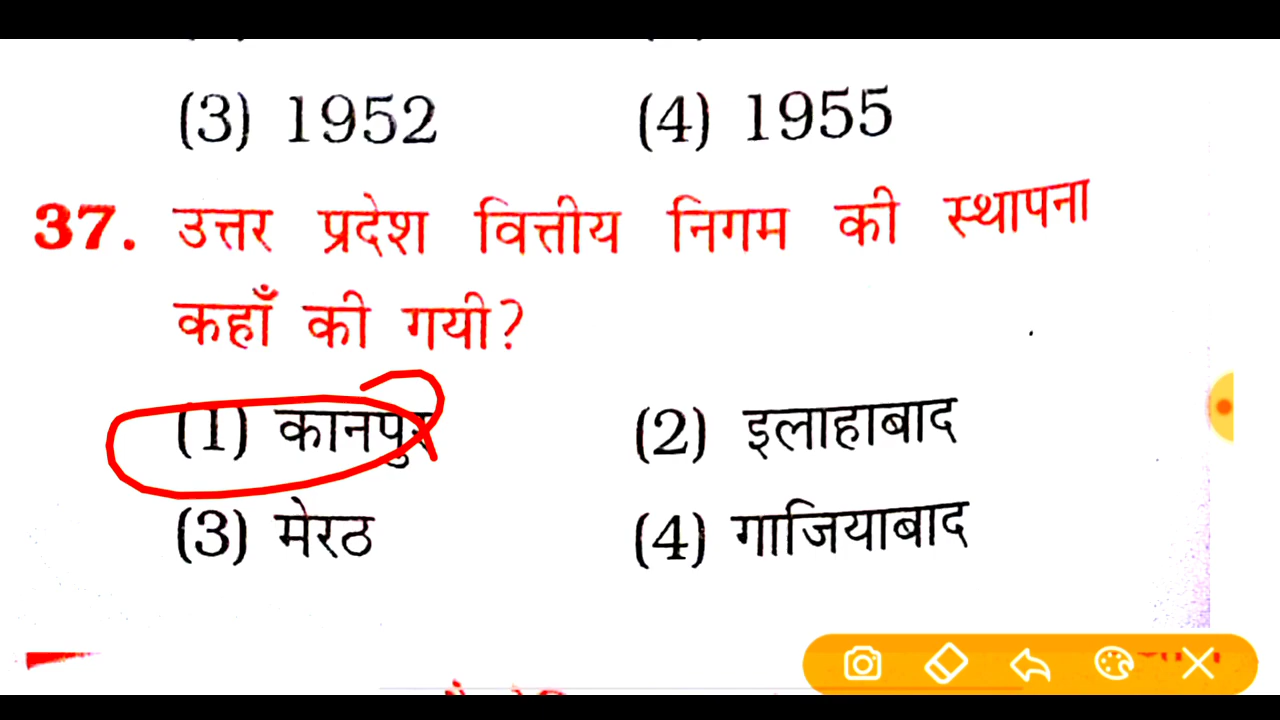 (3) 1952 (4) 1955
37. उत्तर प्रदेश वित्तीय निगम की स्थापना
कहाँ की गयी?
(1) कानपुर (2) इलाहाबाद
(3) मेरठ (4) गाजियाबाद